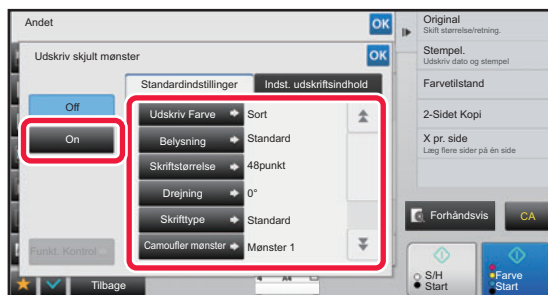 Andet
OK
Udskriv skjult mønster
OK
Standardindstillinger
Indst. udskriftsindhold
Off
On
Udskriv Farve
Sort
Belysning
Standard
Skriftstørrelse
48punkt
Drejning
0°
Skrifttype
Standard
Camoufler mønster
Mønster 1
Funkt. Kontrol
Tilbage
A4
Original
Skift størrelse/retning.
Stempel.
Udskriv dato og stempel
Farvetilstand
2-Sidet Kopi
X pr. side
Læg flere sider på én side
Forhåndsvis
CA
S/H
Start
Farve
Start